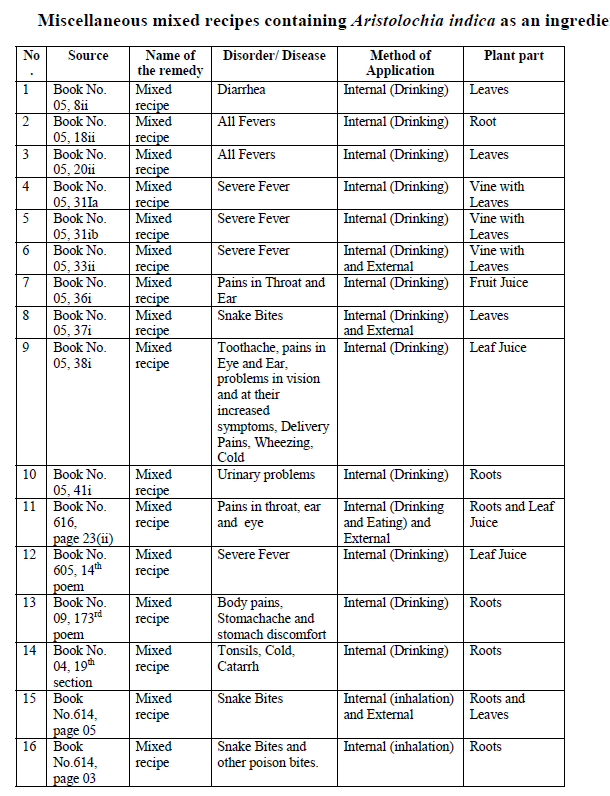 Miscellaneous mixed recipes containing Aristolochia indica as an ingredie
No . Source Name of the remedy Disorder/ Disease Method of Application Plant part
1 Book No. 05, 8ii Mixed recipe Diarrhea Internal (Drinking) Leaves
2 Book No. 05, 18ii Mixed recipe All Fevers Internal (Drinking) Root
3 Book No. 05, 20ii Mixed recipe All Fevers Internal (Drinking) Leaves
4 Book No. 05, 31Ia Mixed recipe Severe Fever Internal (Drinking) Vine with Leaves
5 Book No. 05, 31ib Mixed recipe Severe Fever Internal (Drinking) Vine with Leaves
6 Book No. 05, 33ii Mixed recipe Severe Fever Internal (Drinking) and External Vine with Leaves
7 Book No. 05, 36i Mixed recipe Pains in Throat and Ear Internal (Drinking) Fruit Juice
8 Book No. 05, 37i Mixed recipe Snake Bites Internal (Drinking) and External Leaves
9 Book No. 05, 38i Mixed recipe Toothache, pains in Eye and Ear, problems in vision and at their increased symptoms, Delivery Pains, Wheezing, Cold Internal (Drinking) Leaf Juice
10 Book No. 05, 41i Mixed recipe Urinary problems Internal (Drinking) Roots
11 Book No. 616, page 23(ii) Mixed recipe Pains in throat, ear and eye Internal (Drinking and Eating) and External Roots and Leaf Juice
12 Book No. 605, 14th poem Mixed recipe Severe Fever Internal (Drinking) Leaf Juice
13 Book No. 09, 173rd poem Mixed recipe Body pains, Stomachache and stomach discomfort Internal (Drinking) Roots
14 Book No. 04, 19th section Mixed recipe Tonsils, Cold, Catarrh Internal (Drinking) Roots
15 Book No.614, page 05 Mixed recipe Snake Bites Internal (inhalation) and External Roots and Leaves
16 Book No.614, page 03 Mixed recipe Snake Bites and other poison bites. Internal (inhalation) Roots